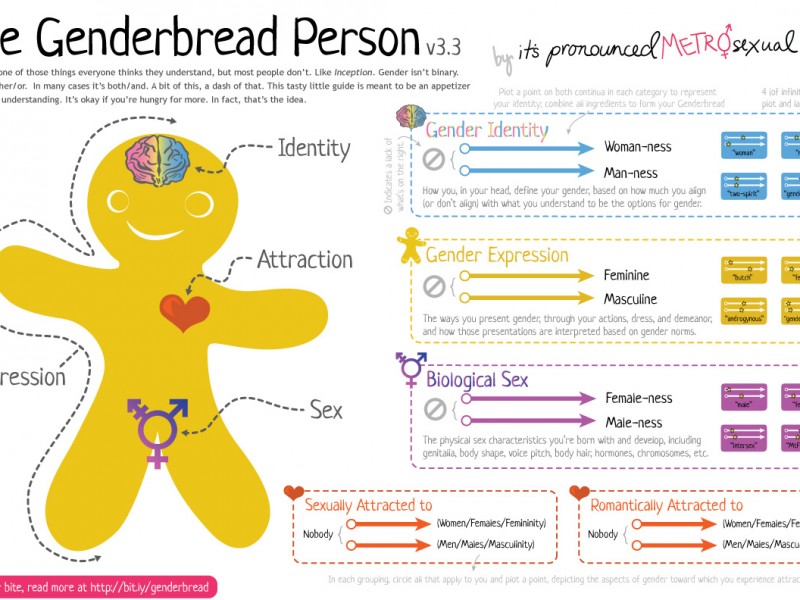 e Genderbread Person v3.3
by it's pronounced METROsexual
one of those things everyone thinks they understand, but most people don't. Like Inception. Gender isn't binary.
her/or. In many cases it's both/and. A bit of this, a dash of that. This tasty little guide is meant to be an appetizer
understanding. It's okay if you're hungry for more. In fact, that's the idea.
Plot a point on both continua in each category to represent
your identity; combine all ingredients to form your Genderbread
4 (of infinit
plot and la
Identity
Attraction
ression
Sex
Indicates a lack of
what's on the right.
Gender Identity
Woman-ness
Man-ness
How you, in your head, define your gender, based on how much you align
(or don't align) with what you understand to be the options for gender.
"woman"
"two-spirit"
"gende
Gender Expression
Feminine
Masculine
The ways you present gender, through your actions, dress, and demeanor,
and how those presentations are interpreted based on gender norms.
"butch"
"fe
"androgynous"
"gende
Biological Sex
Female-ness
Male-ness
The physical sex characteristics you're born with and develop, including
genitalia, body shape, voice pitch, body hair, hormones, chromosomes, etc.
"male"
"fe
"intersex"
Sexually Attracted to
Nobody
(Women/Females/Femininity)
(Men/Males/Masculinity)
Romantically Attracted to
Nobody
(Women/Females/Fe
(Men/Males/Mascu
In each grouping, circle all that apply to you and plot a point, depicting the aspects of gender toward which you experience attract
r bite, read more at http://bit.ly/genderbread